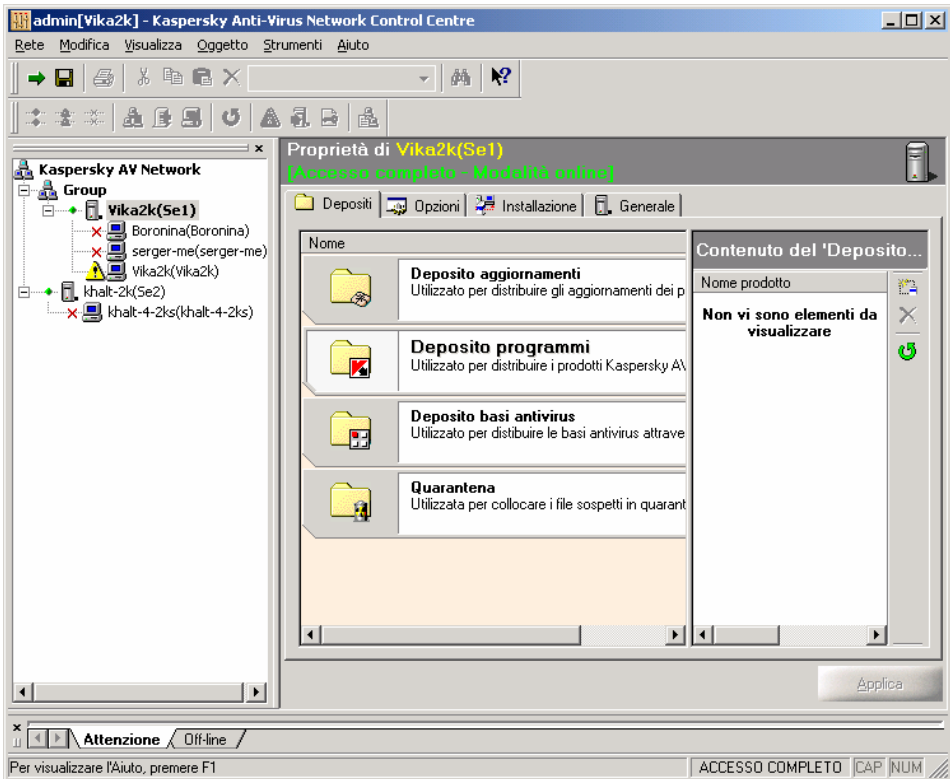 admin[Vika2k] - Kaspersky Anti-Virus Network Control Centre
Rete Modifica Visualizza Oggetto Strumenti Aiuto
Kaspersky AV Network
Group
Vika2k(Se1)
Boronina(Boronina)
serger-me(serger-me)
Vika2k(Vika2k)
khalt-2k(Se2)
khalt-4-2ks(khalt-4-2ks)
Proprietà di Vika2k(Se1)
[Accesso completo - Modalità online]
Depositi Opzioni Installazione Generale
Nome
Deposito aggiornamenti
Utilizzato per distribuire gli aggiornamenti dei p
Deposito programmi
Utilizzato per distribuire i prodotti Kaspersky A
Deposito basi antivirus
Utilizzato per distibuire le basi antivirus attrave
Quarantena
Utilizzata per collocare i file sospetti in quarant
Contenuto del 'Deposito...
Nome prodotto
Non vi sono elementi da
visualizzare
Applica
Attenzione Off-line
Per visualizzare l'Aiuto, premere F1
ACCESSO COMPLETO CAP NUM